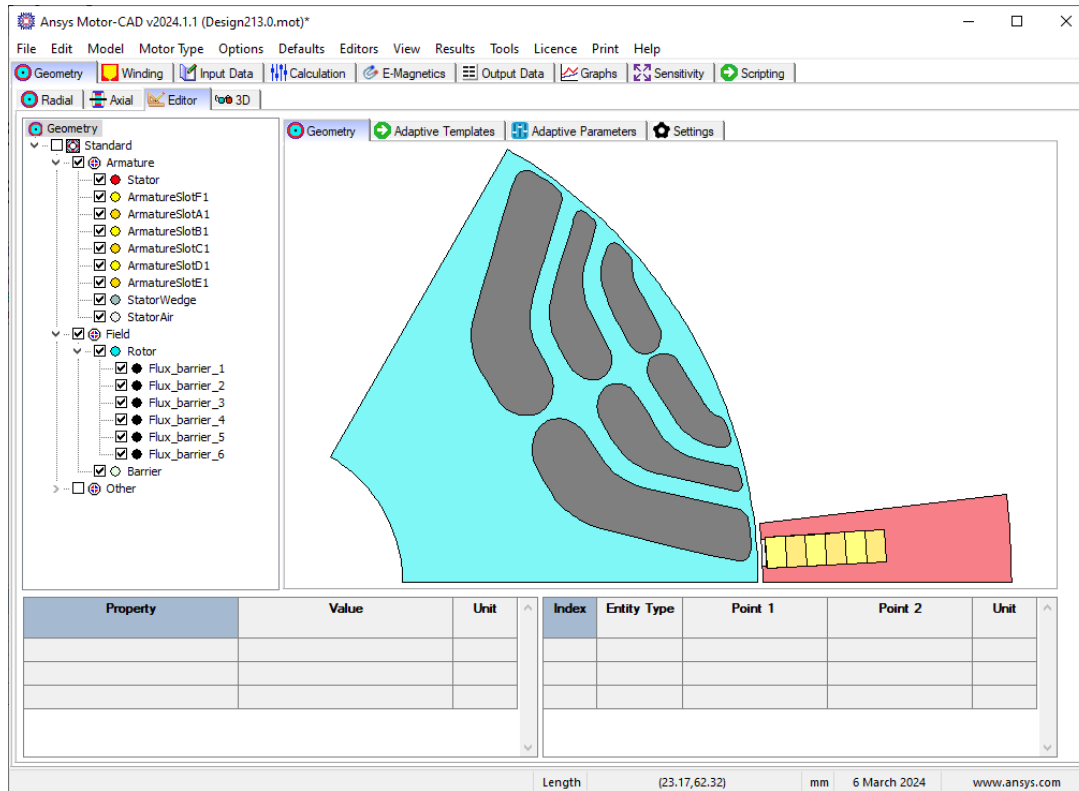 Ansys Motor-CAD v2024.1.1 (Design213.0.mot)*
File Edit Model Motor Type Options Defaults Editors View Results Tools Licence Print Help
Geometry Winding Input Data Calculation E-Magnetics Output Data Graphs Sensitivity Scripting
Radial Axial Editor 3D
Geometry
Standard
Armature
Stator
ArmatureSlotF1
ArmatureSlotA1
ArmatureSlotB1
ArmatureSlotC1
ArmatureSlotD1
ArmatureSlotE1
StatorWedge
StatorAir
Field
Rotor
Flux_barrier_1
Flux_barrier_2
Flux_barrier_3
Flux_barrier_4
Flux_barrier_5
Flux_barrier_6
Barrier
Other
Geometry Adaptive Templates Adaptive Parameters Settings
Property Value Unit
Index Entity Type Point 1 Point 2 Unit
Length (23.17,62.32) mm 6 March 2024 www.ansys.com